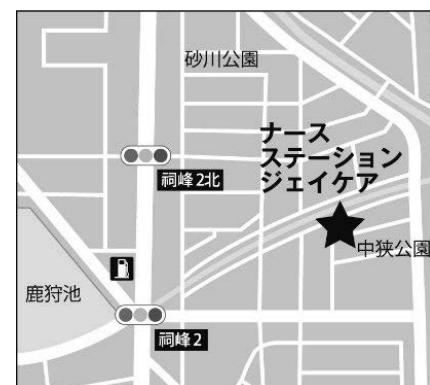 砂川公園
ナース
ステーション
ジェイケア
祠峰2北
中狭公園
鹿狩池
祠峰2